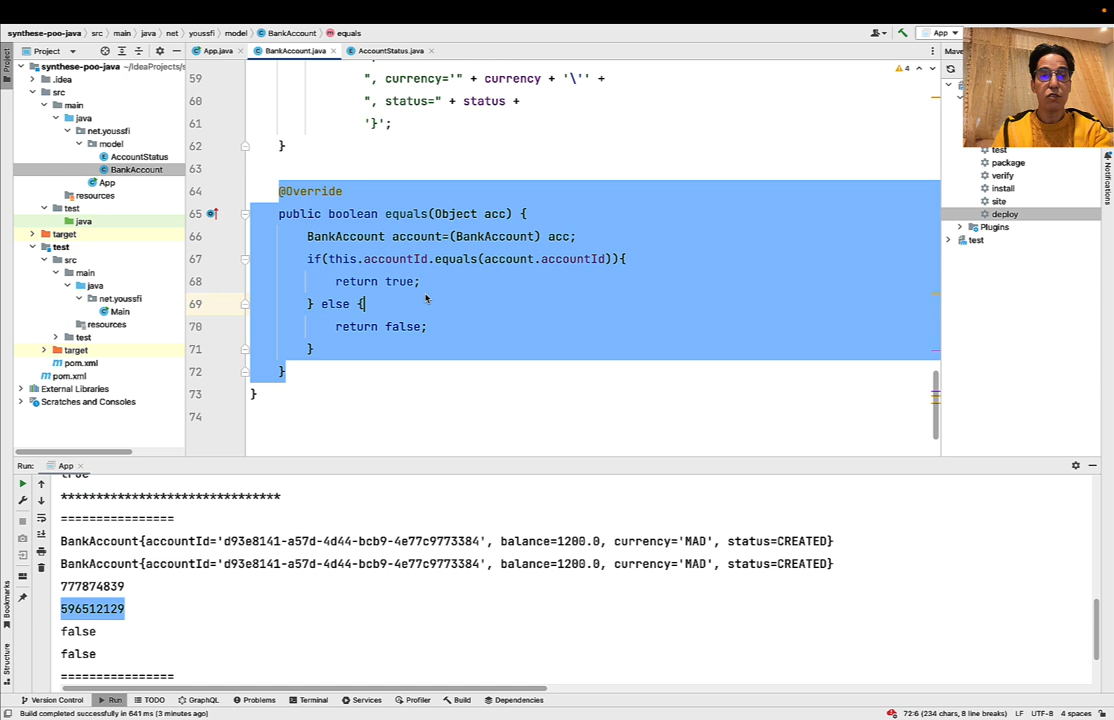 synthese-poo-java
src
main
java
net
youssfi
model
BankAccount
equals
App
Project
App.java
BankAccount.java
AccountStatus.java
Project
synthese-poo-java ~/IdeaProjects/s
.idea
src
main
java
net.youssfi
model
AccountStatus
BankAccount
App
resources
test
java
target
test
src
main
java
net.youssfi
Main
resources
test
target
pom.xml
pom.xml
External Libraries
Scratches and Consoles
59 ", currency='" + currency + '\'' +
60 ", status=" + status +
61 '}';
62 }
63
64 @Override
65 public boolean equals(Object acc) {
66 BankAccount account=(BankAccount) acc;
67 if(this.accountId.equals(account.accountId)){
68 return true;
69 } else {
70 return false;
71 }
72 }
73 }
74
4
Mave
test
package
verify
install
site
deploy
Plugins
test
Notifications
Run: App
true
*******************************
================
BankAccount{accountId='d93e8141-a57d-4d44-bcb9-4e77c9773384', balance=1200.0, currency='MAD', status=CREATED}
BankAccount{accountId='d93e8141-a57d-4d44-bcb9-4e77c9773384', balance=1200.0, currency='MAD', status=CREATED}
777874839
596512129
false
false
================
Bookmarks
Structure
Version Control
Run
TODO
GraphQL
Problems
Terminal
Services
Profiler
Build
Dependencies
Build completed successfully in 641 ms (3 minutes ago)
72:6 (234 chars, 8 line breaks) LF UTF-8 4 spaces